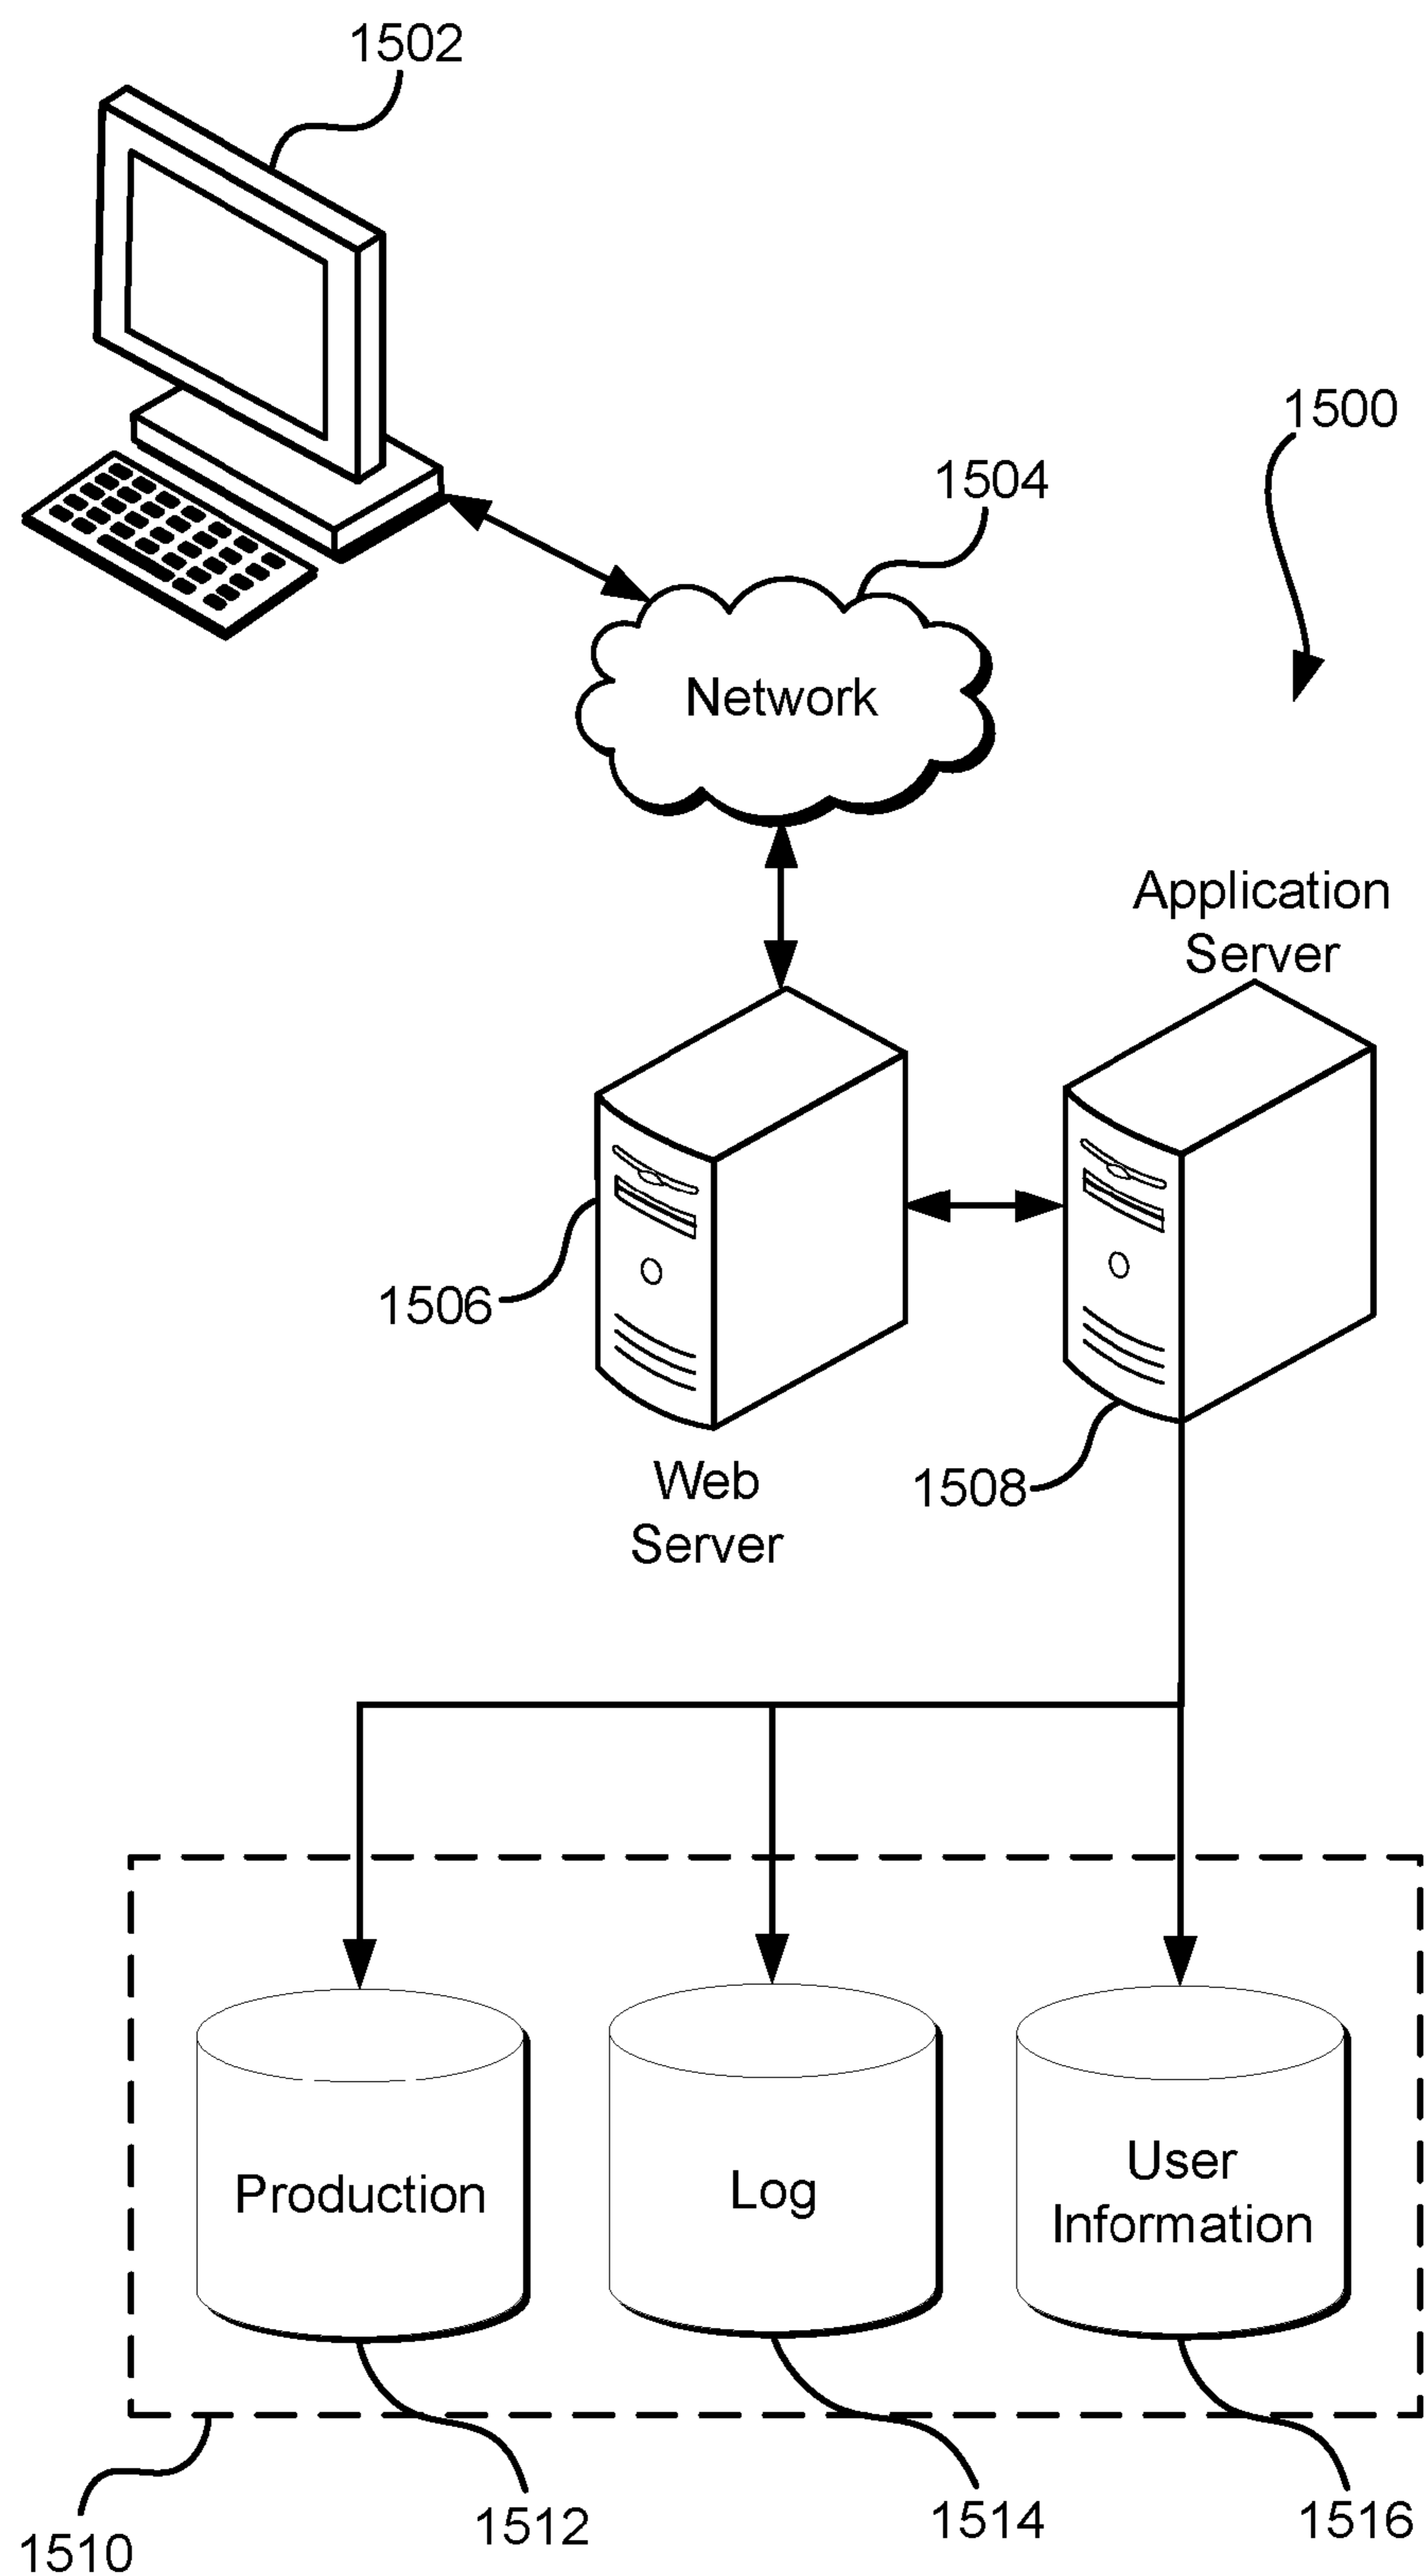 1502
1500
1504
Network
Application
Server
1506
Web
Server
1508
Production
Log
User
Information
1510
1512
1514
1516